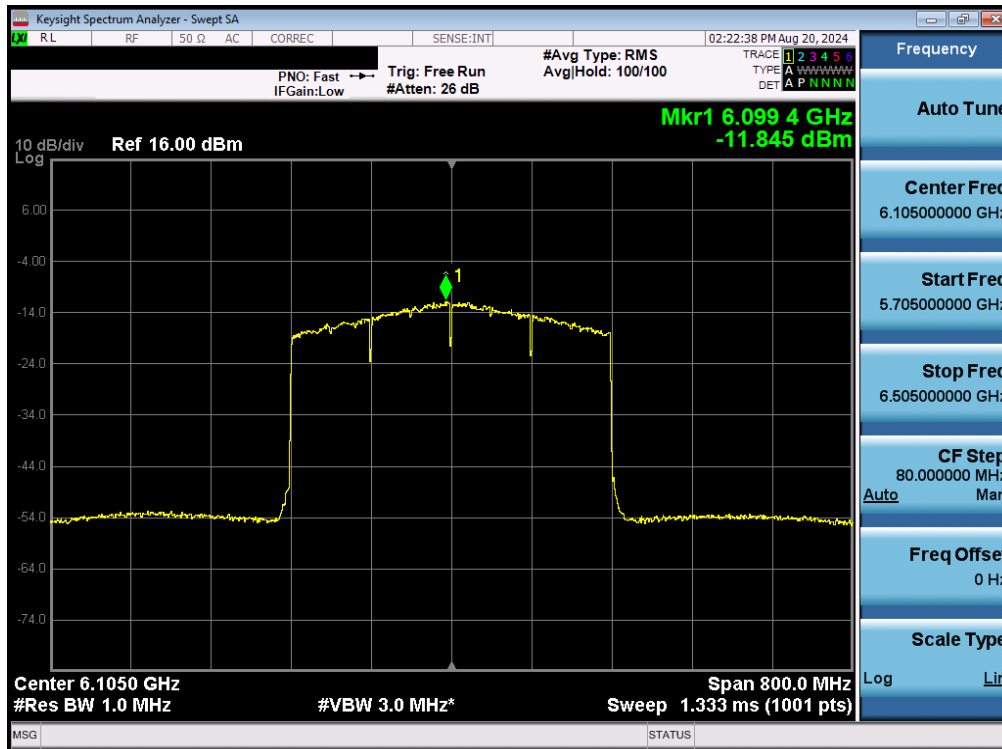 Keysight Spectrum Analyzer - Swept SA
LXI RL RF 50 Ω AC CORREC SENSE:INT 02:22:38 PM Aug 20, 2024
PNO: Fast
IFGain:Low
Trig: Free Run
#Atten: 26 dB
#Avg Type: RMS
Avg|Hold: 100/100
TRACE 1 2 3 4 5 6
TYPE A WWWWW
DET A P N N N N
Mkr1 6.099 4 GHz
-11.845 dBm
10 dB/div Ref 16.00 dBm
Log
6.00
-4.00
1
-14.0
-24.0
-34.0
-44.0
-54.0
-64.0
-74.0
Center 6.1050 GHz Span 800.0 MHz
#Res BW 1.0 MHz #VBW 3.0 MHz* Sweep 1.333 ms (1001 pts)
MSG STATUS
Frequency
Auto Tune
Center Freq
6.105000000 GHz
Start Freq
5.705000000 GHz
Stop Freq
6.505000000 GHz
CF Step
80.000000 MHz
Auto Man
Freq Offset
0 Hz
Scale Type
Log Lin